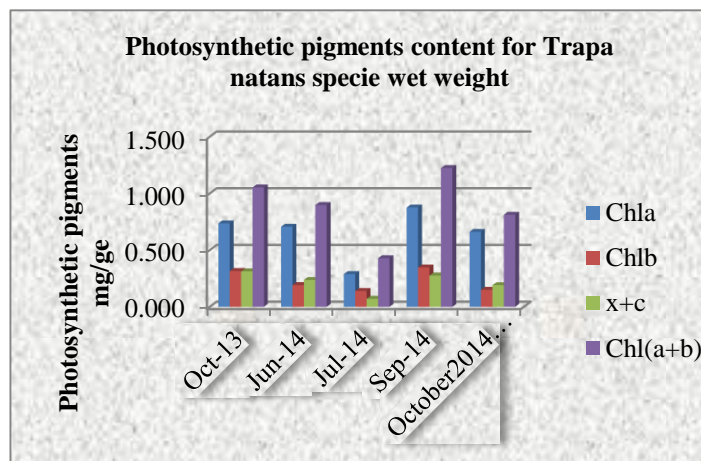 Photosynthetic pigments content for Trapa
natans specie wet weight
Photosynthetic pigments
mg/ge
1.500
1.000
0.500
0.000
Oct-13
Jun-14
Jul-14
Sep-14
October2014…
Chla
Chlb
x+c
Chl(a+b)